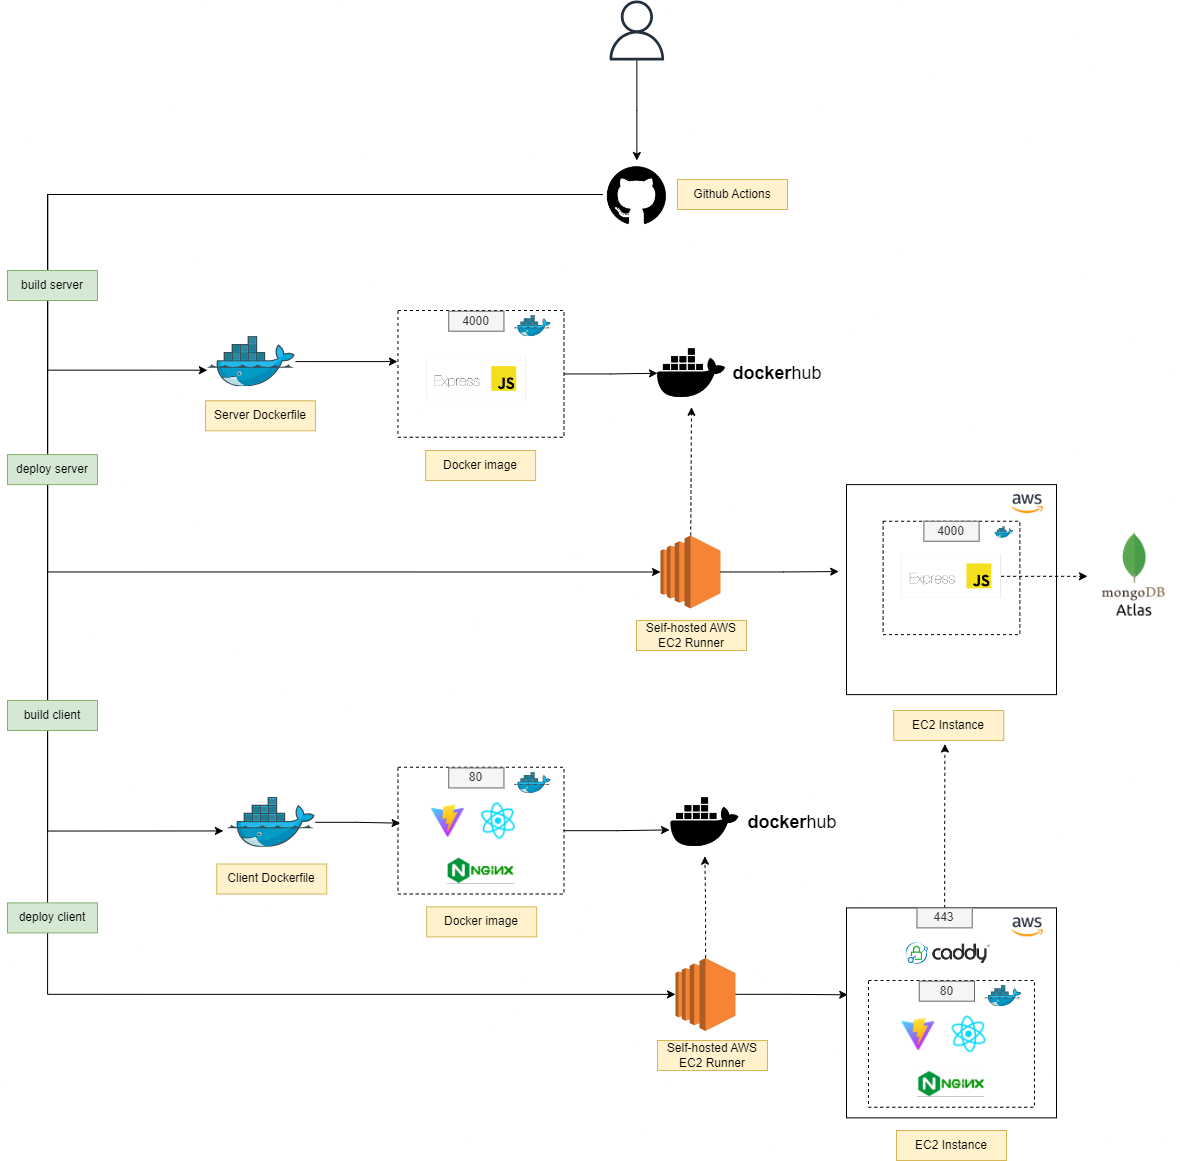 Github Actions
build server
4000
Express
JS
dockerhub
Server Dockerfile
Docker image
deploy server
aws
4000
Express
JS
mongoDB
Atlas
Self-hosted AWS
EC2 Runner
build client
EC2 Instance
80
dockerhub
NGINX
Client Dockerfile
Docker image
deploy client
443
aws
caddy
80
Self-hosted AWS
EC2 Runner
NGINX
EC2 Instance